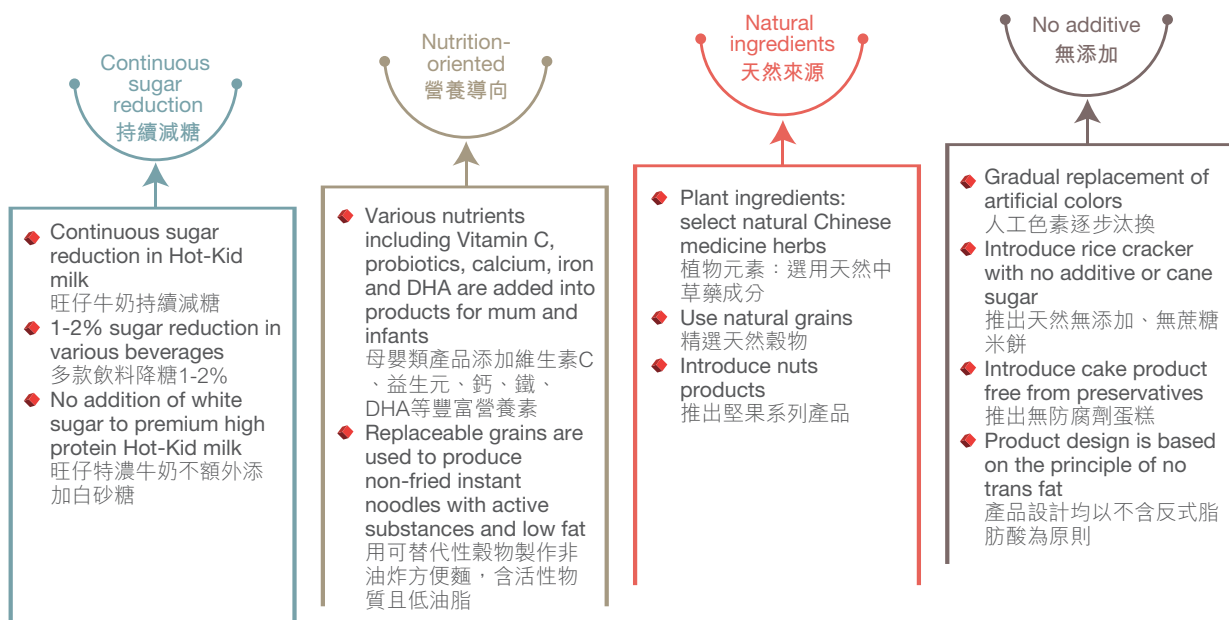 Continuous
sugar
reduction
持續減糖
Continuous sugar
reduction in Hot-Kid
milk
旺仔牛奶持續減糖
1-2% sugar reduction in
various beverages
多款飲料降糖1-2%
No addition of white
sugar to premium high
protein Hot-Kid milk
旺仔特濃牛奶不額外添
加白砂糖
Nutrition-
oriented
營養導向
Various nutrients
including Vitamin C,
probiotics, calcium, iron
and DHA are added into
products for mum and
infants
母嬰類產品添加維生素C
、益生元、鈣、鐵、
DHA等豐富營養素
Replaceable grains are
used to produce
non-fried instant
noodles with active
substances and low fat
用可替代性穀物製作非
油炸方便麵，含活性物
質且低油脂
Natural
ingredients
天然來源
Plant ingredients:
select natural Chinese
medicine herbs
植物元素：選用天然中
草藥成分
Use natural grains
精選天然穀物
Introduce nuts
products
推出堅果系列產品
No additive
無添加
Gradual replacement of
artificial colors
人工色素逐步汰換
Introduce rice cracker
with no additive or cane
sugar
推出天然無添加、無蔗糖
米餅
Introduce cake product
free from preservatives
推出無防腐劑蛋糕
Product design is based
on the principle of no
trans fat
產品設計均以不含反式脂
肪酸為原則